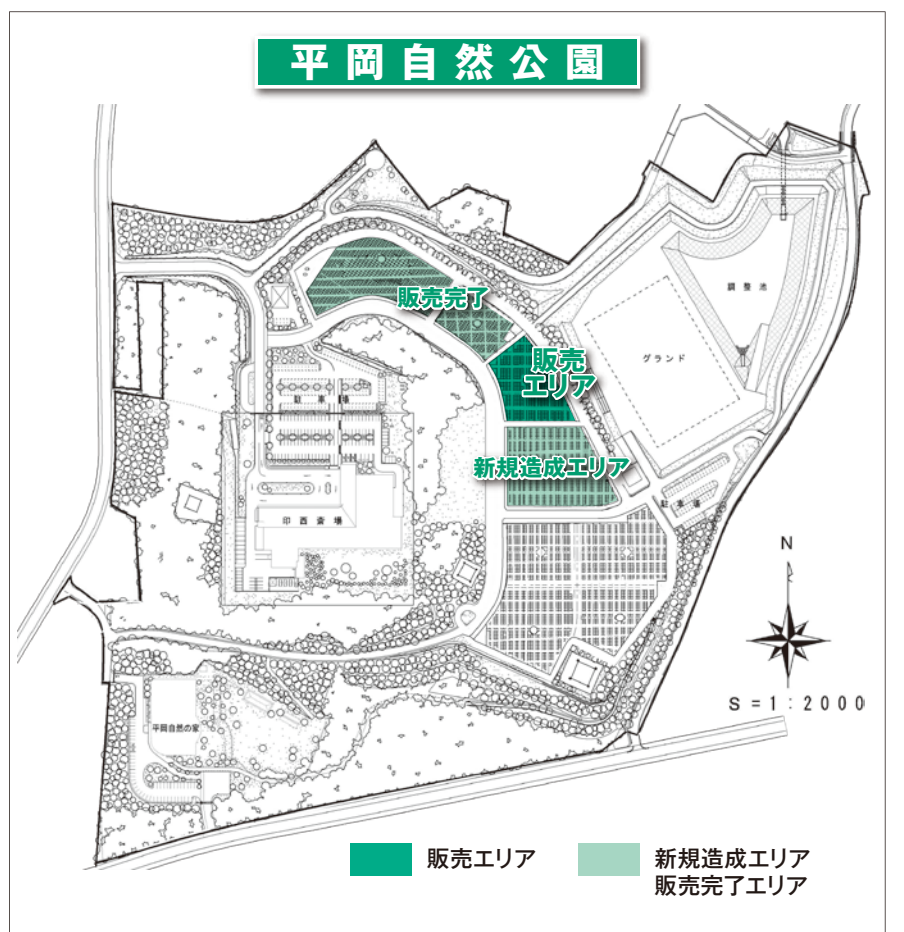 平岡自然公園
販売完了
調整池
グランド
販売
エリア
駐車場
新規造成エリア
駐車場
印西斎場
N
S=1:2000
平岡自然の家
販売エリア
新規造成エリア
販売完了エリア